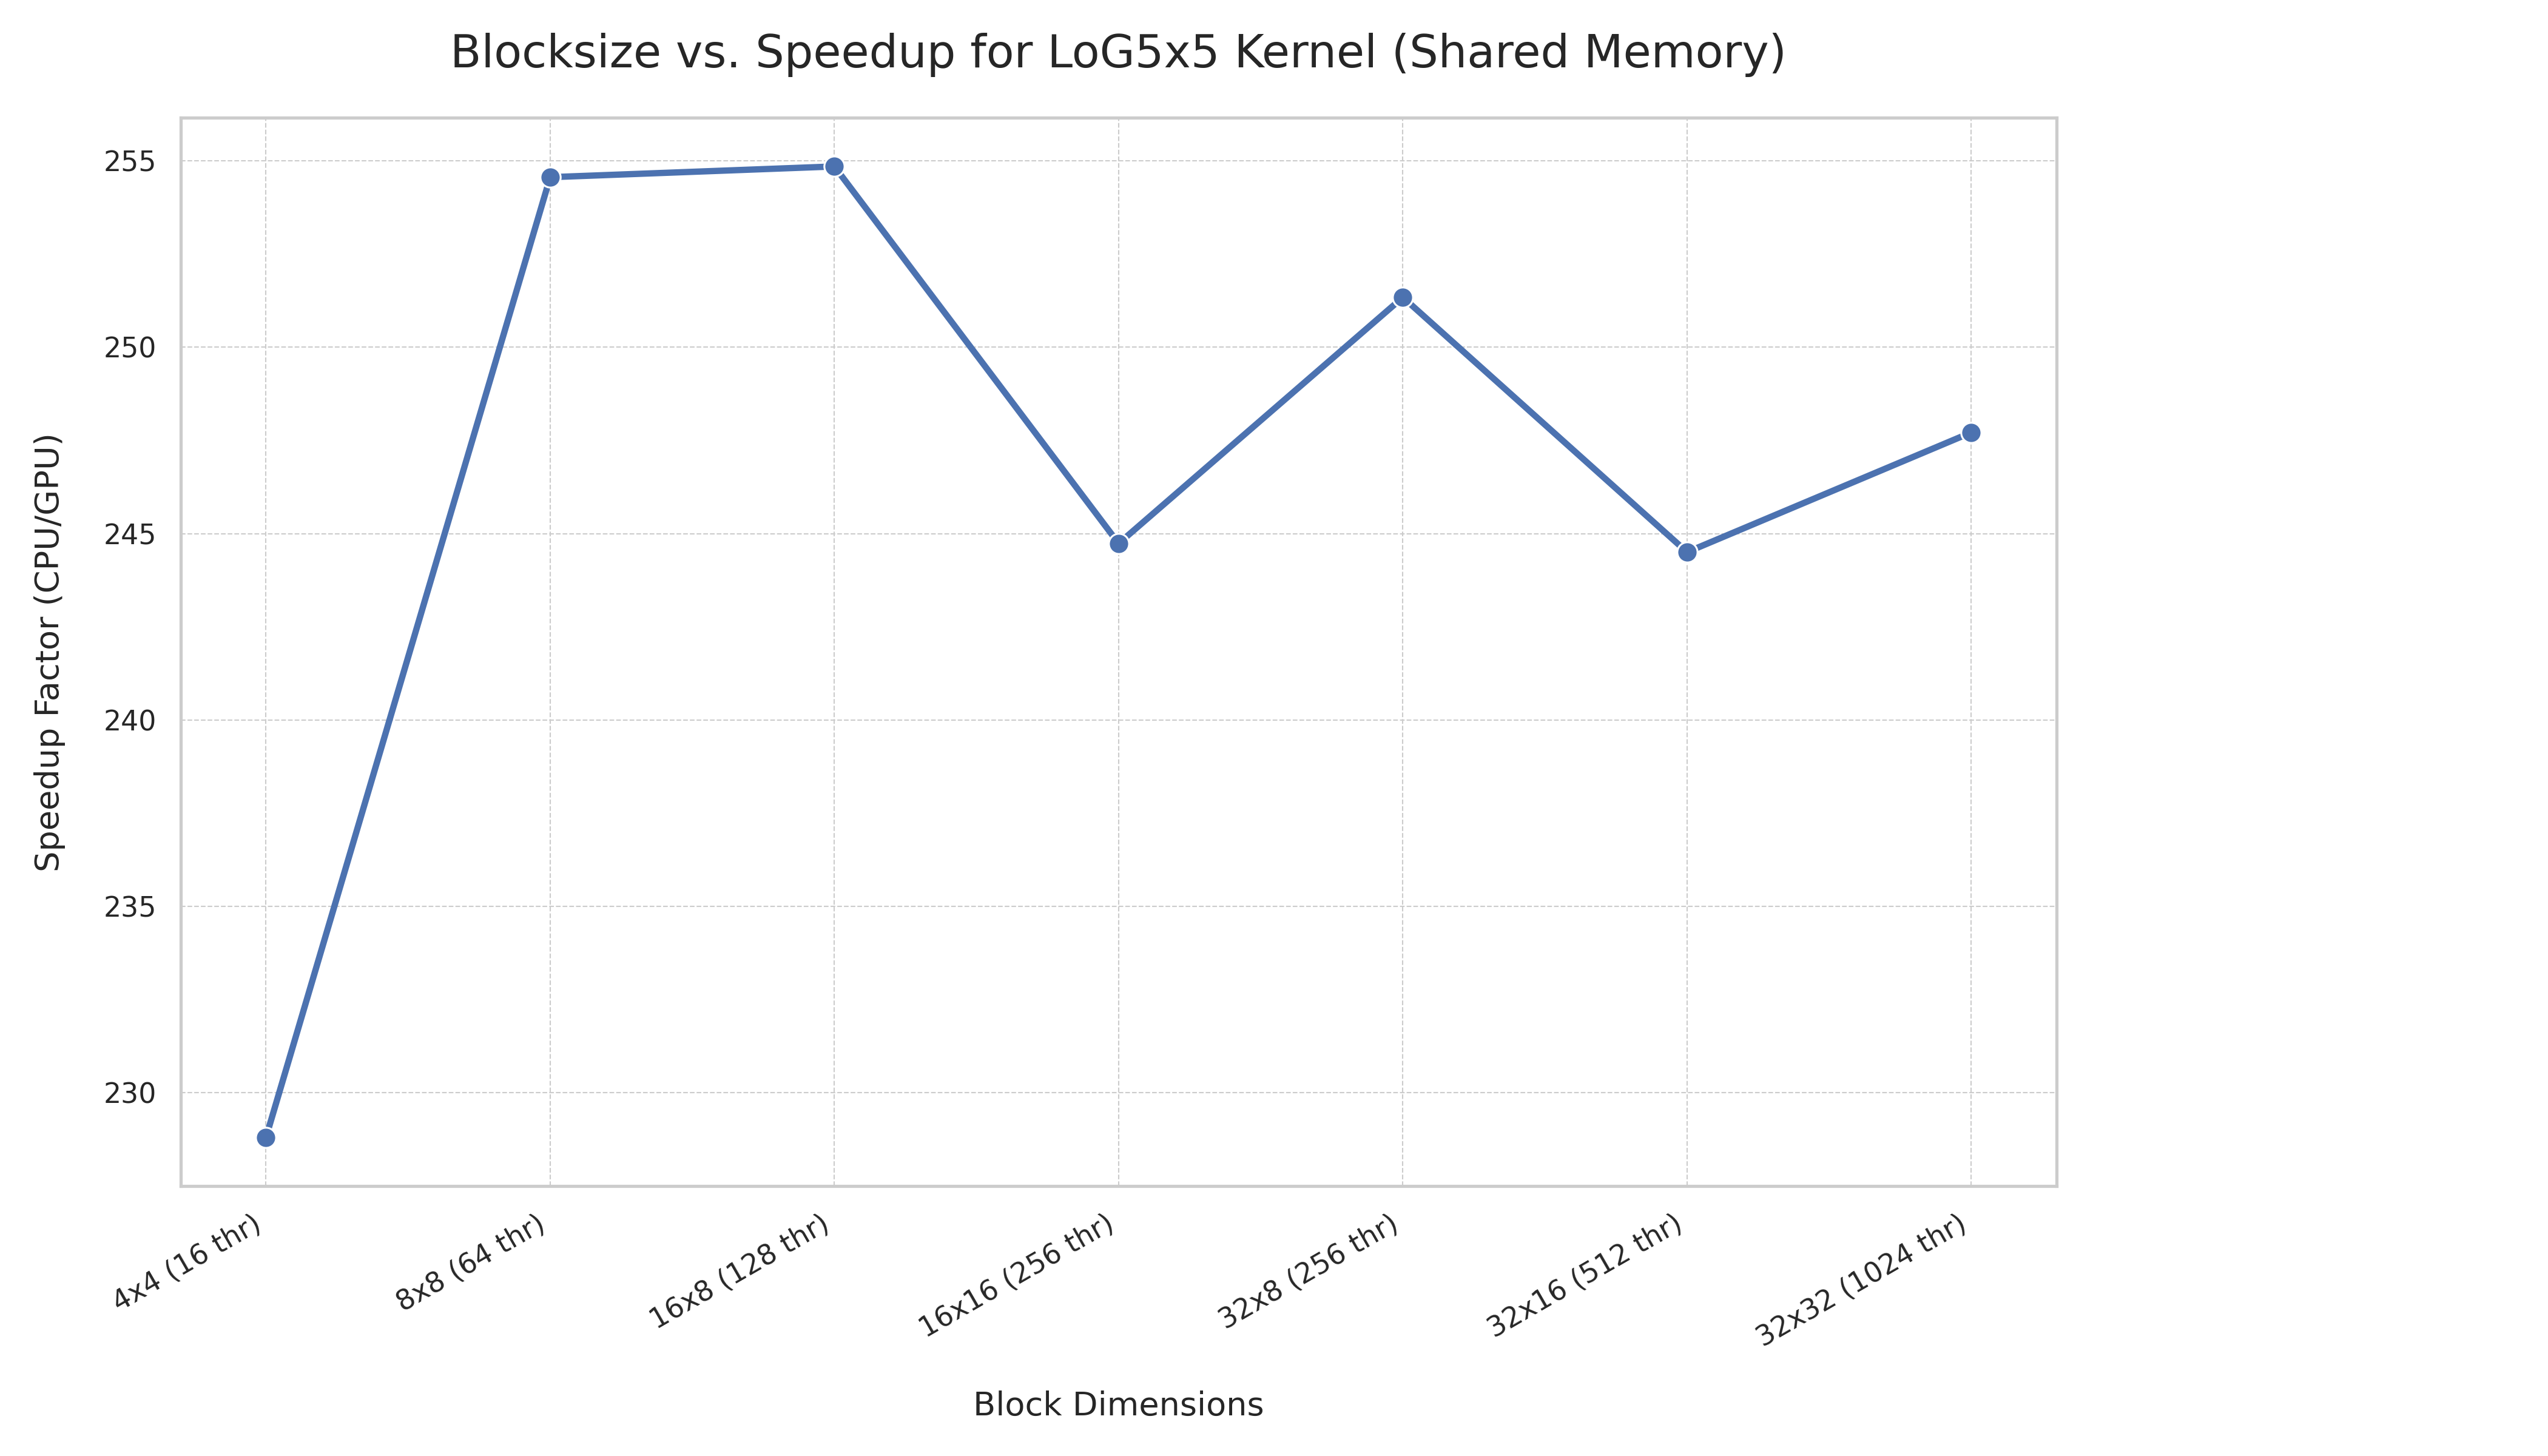 Blocksize vs. Speedup for LoG5x5 Kernel (Shared Memory)
Speedup Factor (CPU/GPU)
255
250
245
240
235
230
4x4 (16 thr)
8x8 (64 thr)
16x8 (128 thr)
16x16 (256 thr)
32x8 (256 thr)
32x16 (512 thr)
32x32 (1024 thr)
Block Dimensions